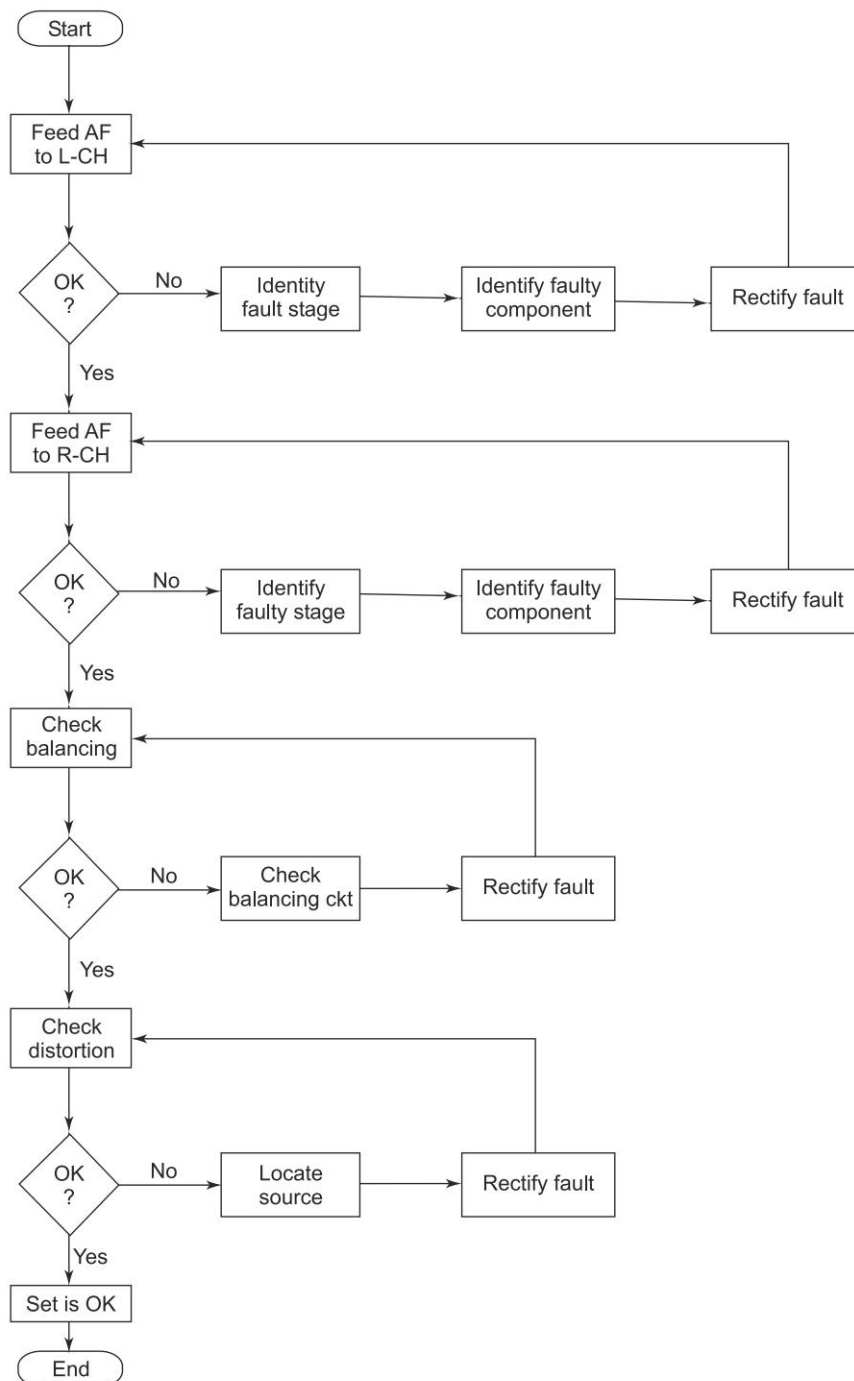 Start
Feed AF
to L-CH
OK
?
No
Identity
fault stage
Identify faulty
component
Rectify fault
Yes
Feed AF
to R-CH
OK
?
No
Identify
faulty stage
Identify faulty
component
Rectify fault
Yes
Check
balancing
OK
?
No
Check
balancing ckt
Rectify fault
Yes
Check
distortion
OK
?
No
Locate
source
Rectify fault
Yes
Set is OK
End